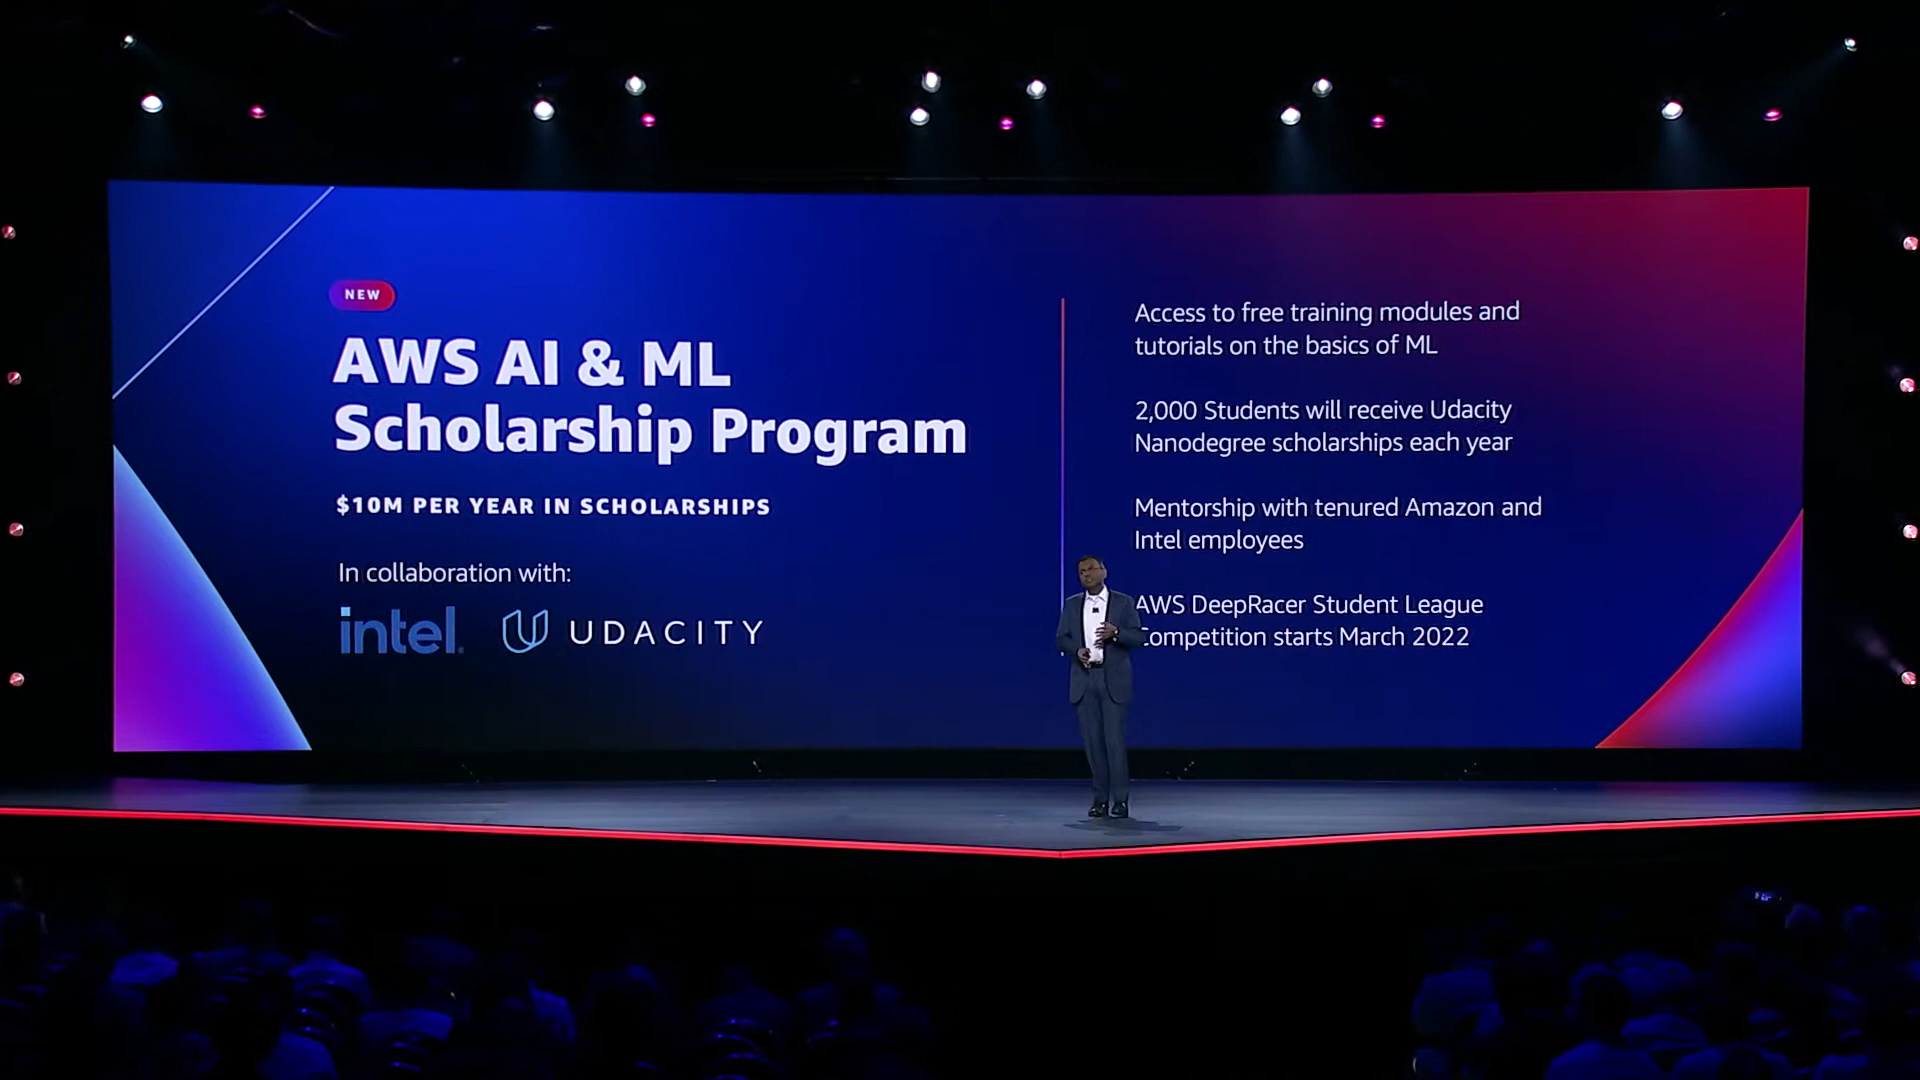 NEW
AWS AI & ML
Scholarship Program
$10M PER YEAR IN SCHOLARSHIPS
In collaboration with:
intel.
UDACITY
Access to free training modules and
tutorials on the basics of ML
2,000 Students will receive Udacity
Nanodegree scholarships each year
Mentorship with tenured Amazon and
Intel employees
AWS DeepRacer Student League
Competition starts March 2022